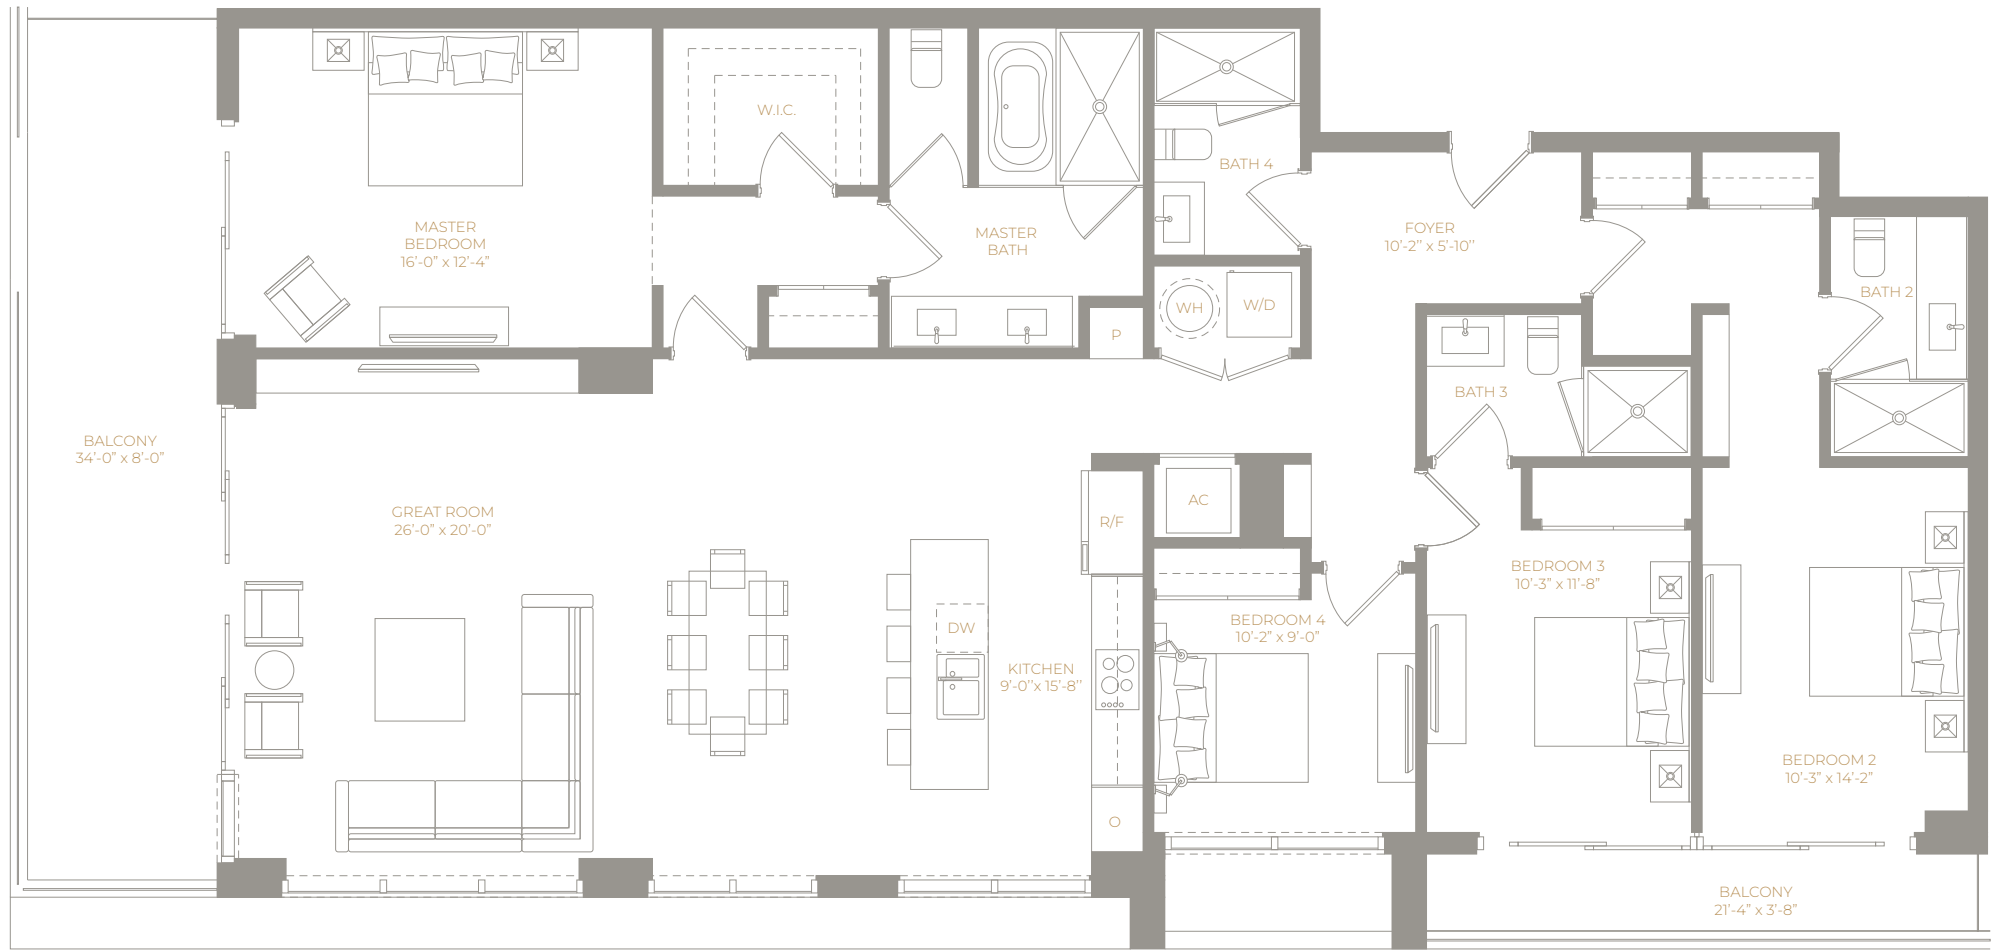 W.I.C.
MASTER
BEDROOM
16'-0" x 12'-4"
MASTER
BATH
BATH 4
FOYER
10'-2'' x 5'-10''
BATH 2
WH
W/D
P
BATH 3
BALCONY
34'-0" x 8'-0"
GREAT ROOM
26'-0" x 20'-0"
R/F
AC
BEDROOM 3
10'-3" x 11'-8"
DW
BEDROOM 4
10'-2" x 9'-0"
KITCHEN
9'-0''x 15'-8''
BEDROOM 2
10'-3" x 14'-2"
O
BALCONY
21'-4" x 3'-8"